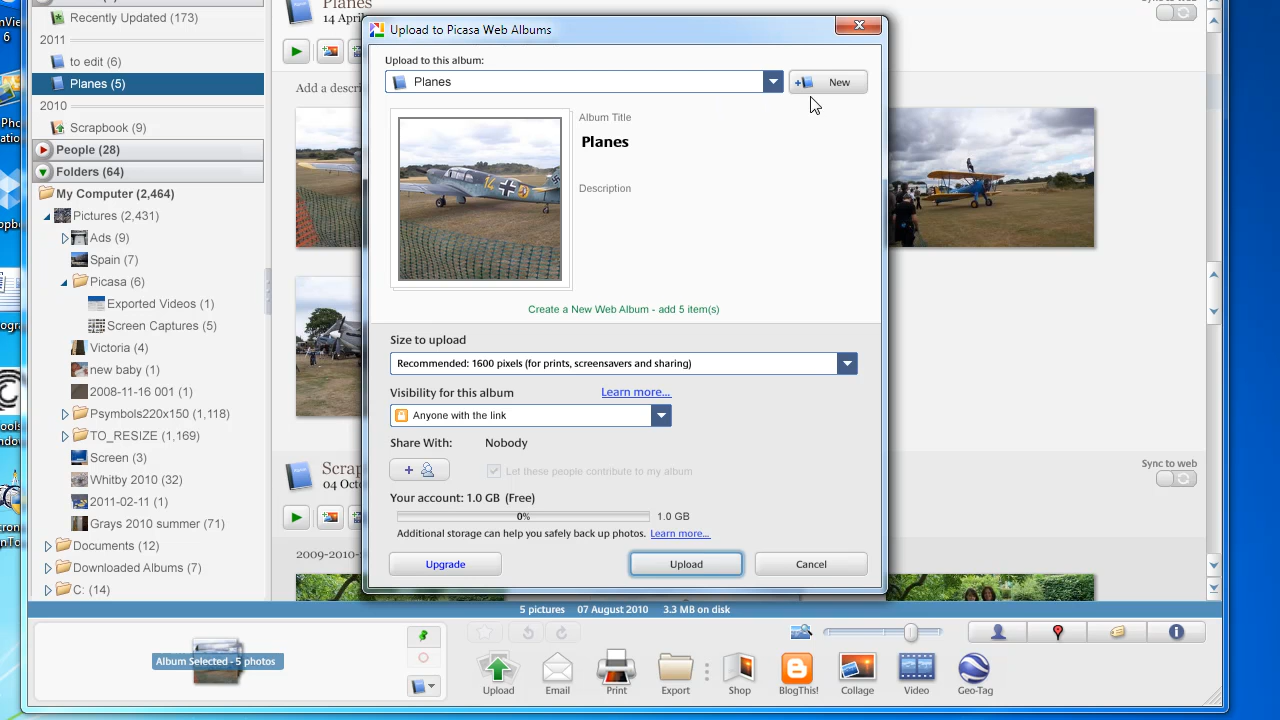 Recently Updated (173)
2011
to edit (6)
Planes (5)
2010
Scrapbook (9)
People (28)
Folders (64)
My Computer (2,464)
Pictures (2,431)
Ads (9)
Spain (7)
Picasa (6)
Exported Videos (1)
Screen Captures (5)
Victoria (4)
new baby (1)
2008-11-16 001 (1)
Psymbols220x150 (1,118)
TO_RESIZE (1,169)
Screen (3)
Whitby 2010 (32)
2011-02-11 (1)
Grays 2010 summer (71)
Documents (12)
Downloaded Albums (7)
C: (14)
Planes
14 April
Add a descri
Upload to Picasa Web Albums
Upload to this album:
Planes
New
Album Title
Planes
Description
Create a New Web Album - add 5 item(s)
Size to upload
Recommended: 1600 pixels (for prints, screensavers and sharing)
Visibility for this album
Learn more...
Anyone with the link
Share With:
Nobody
Let these people contribute to my album
Your account: 1.0 GB (Free)
0%
1.0 GB
Additional storage can help you safely back up photos.
Learn more...
Upgrade
Upload
Cancel
Scrap
04 Octo
Sync to web
2009-2010-
5 pictures 07 August 2010 3.3 MB on disk
Album Selected - 5 photos
Upload
Email
Print
Export
Shop
BlogThis!
Collage
Video
Geo-Tag